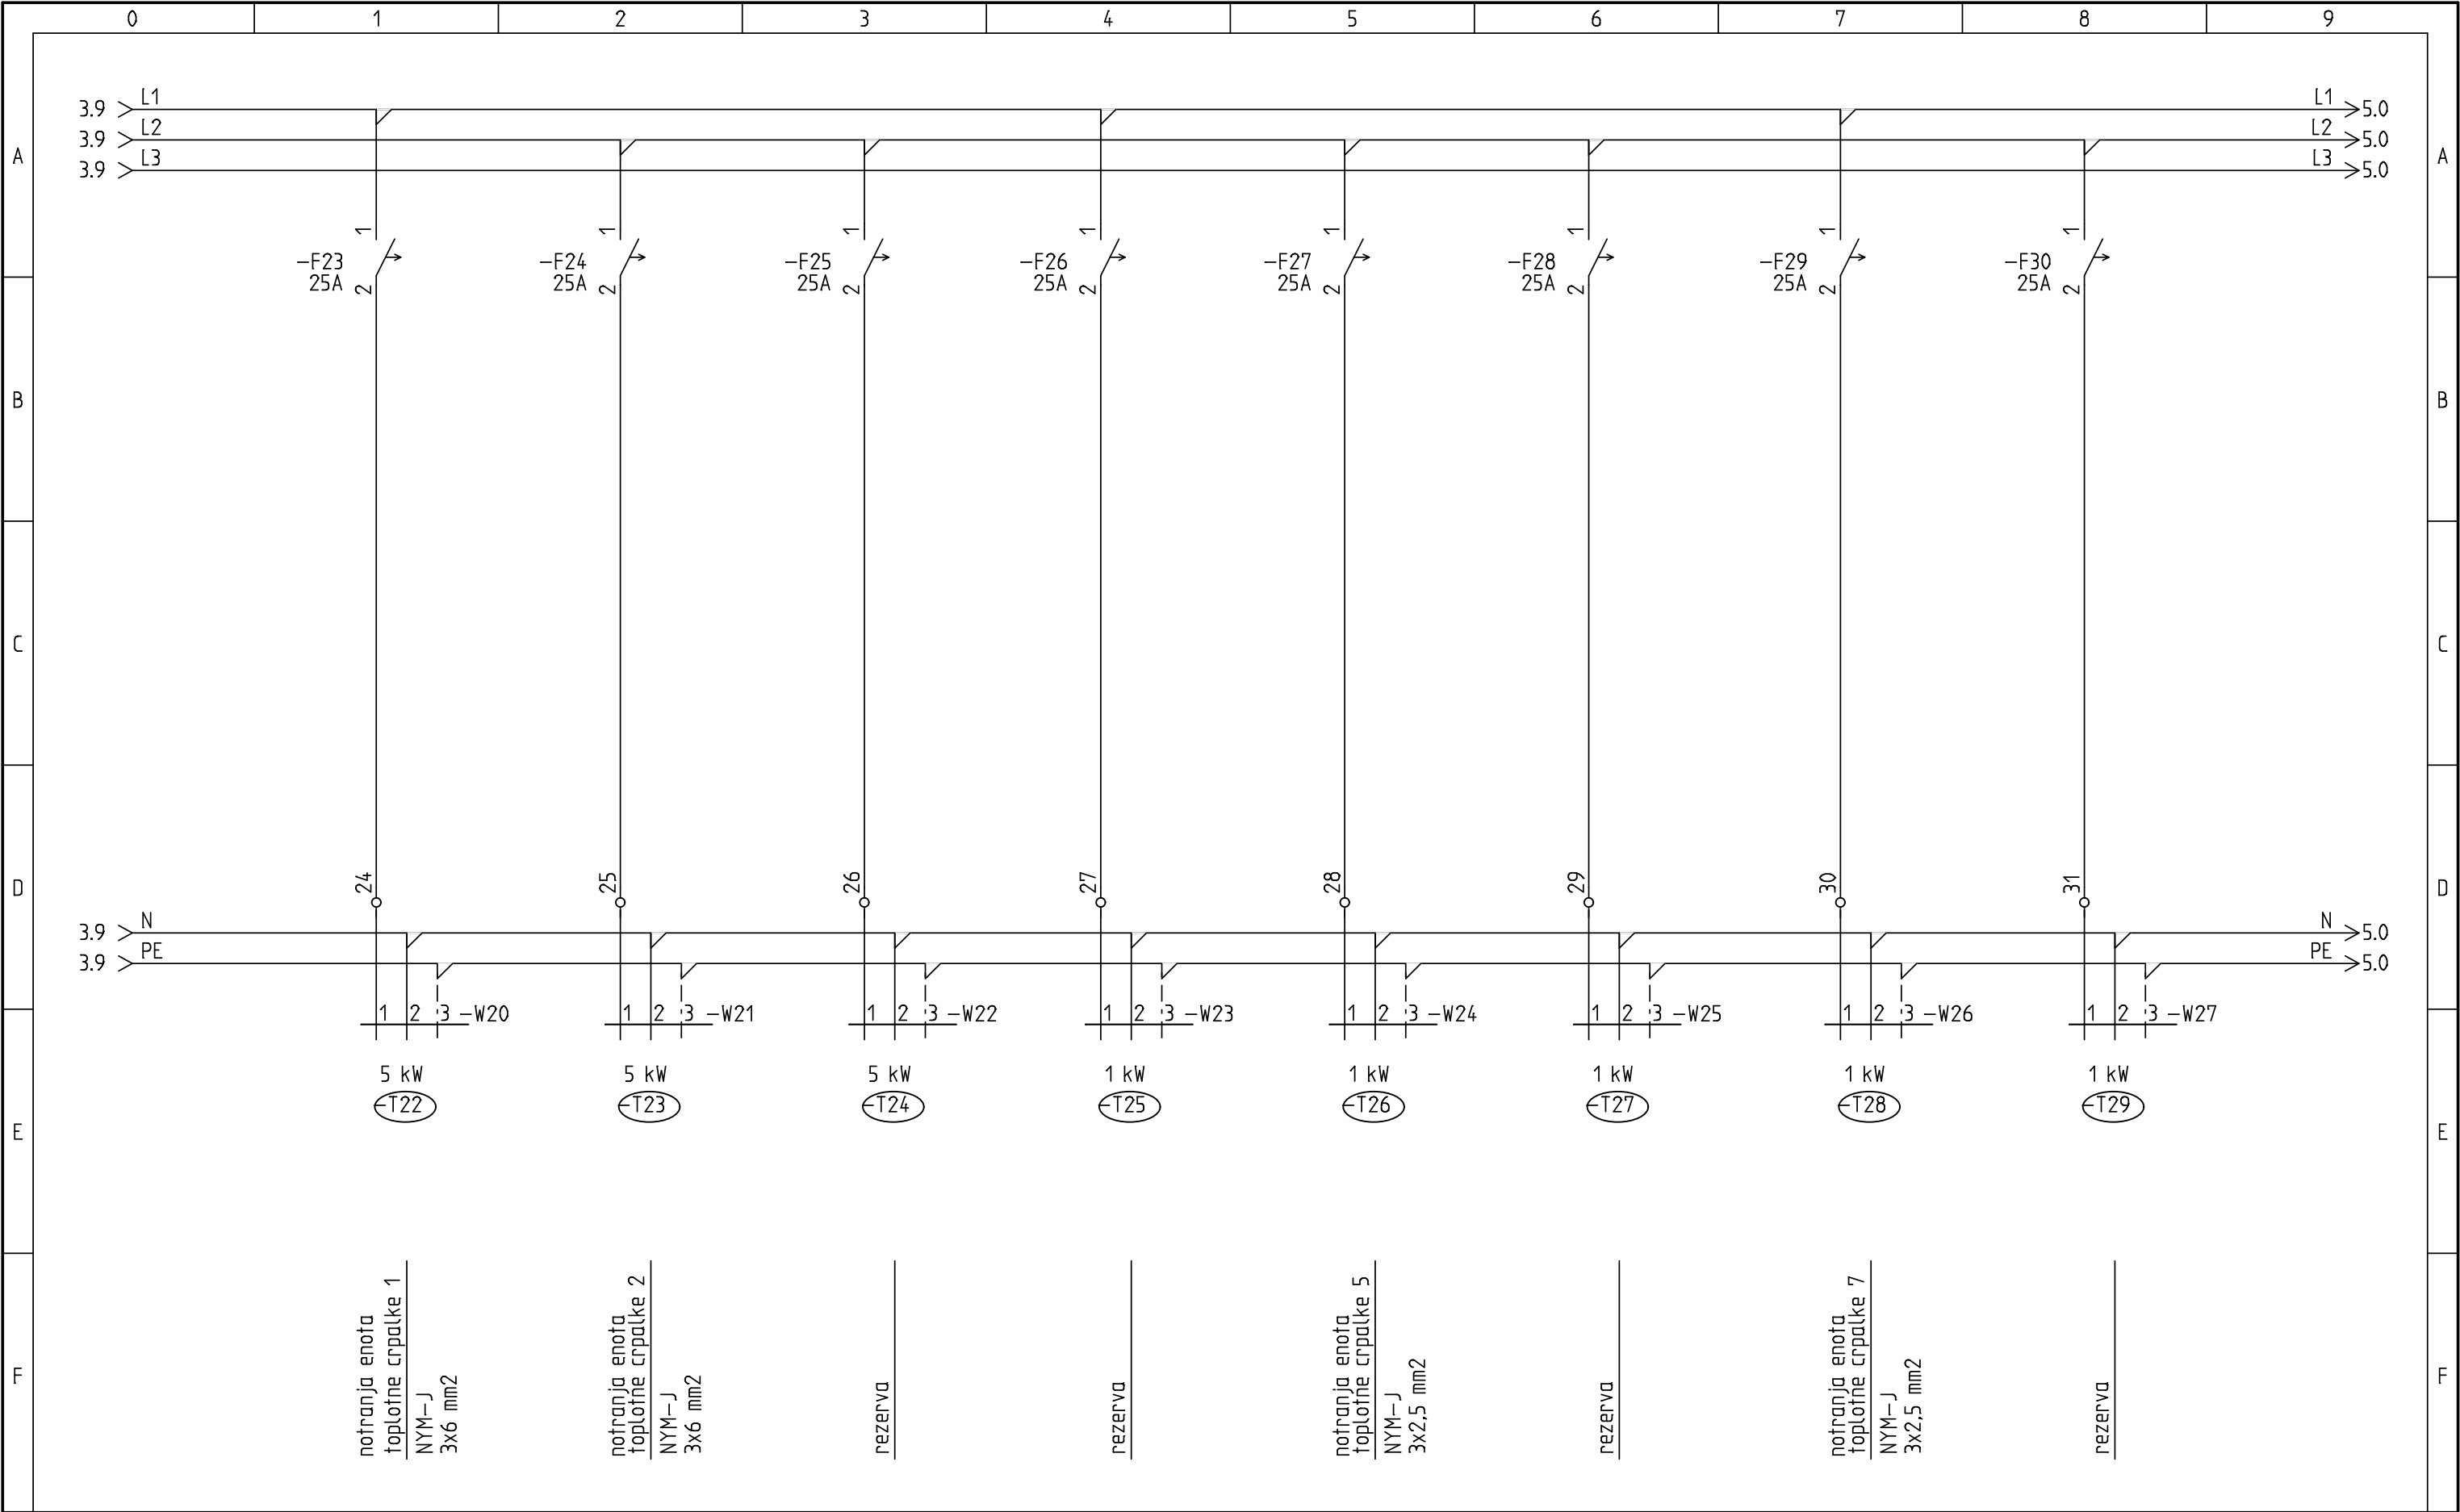 0 1 2 3 4 5 6 7 8 9
3.9 L1 L1 5.0
3.9 L2 L2 5.0
3.9 L3 L3 5.0
A A
1 1 1 1 1 1 1 1
-F23 -F24 -F25 -F26 -F27 -F28 -F29 -F30
25A 25A 25A 25A 25A 25A 25A 25A
2 2 2 2 2 2 2 2
B B
C C
24 25 26 27 28 29 30 31
D D
3.9 N N 5.0
3.9 PE PE 5.0
1 2 3 -W20 1 2 3 -W21 1 2 3 -W22 1 2 3 -W23 1 2 3 -W24 1 2 3 -W25 1 2 3 -W26 1 2 3 -W27
5 kW 5 kW 5 kW 1 kW 1 kW 1 kW 1 kW 1 kW
-T22 -T23 -T24 -T25 -T26 -T27 -T28 -T29
E E
notranja enota
toplotne crpalke 1
NYM-J
3x6 mm2
notranja enota
toplotne crpalke 2
NYM-J
3x6 mm2
rezerva
rezerva
notranja enota
toplotne crpalke 5
NYM-J
3x2,5 mm2
rezerva
notranja enota
toplotne crpalke 7
NYM-J
3x2,5 mm2
rezerva
F F